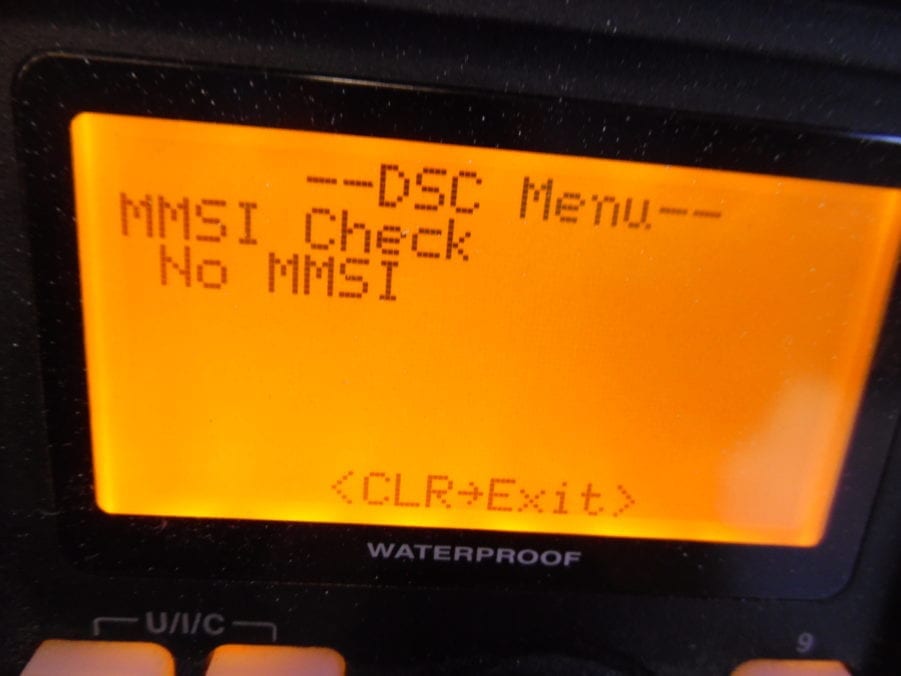 --DSC Menu--
MMSI Check
No MMSI
<CLR→Exit>
WATERPROOF
U/I/C
9